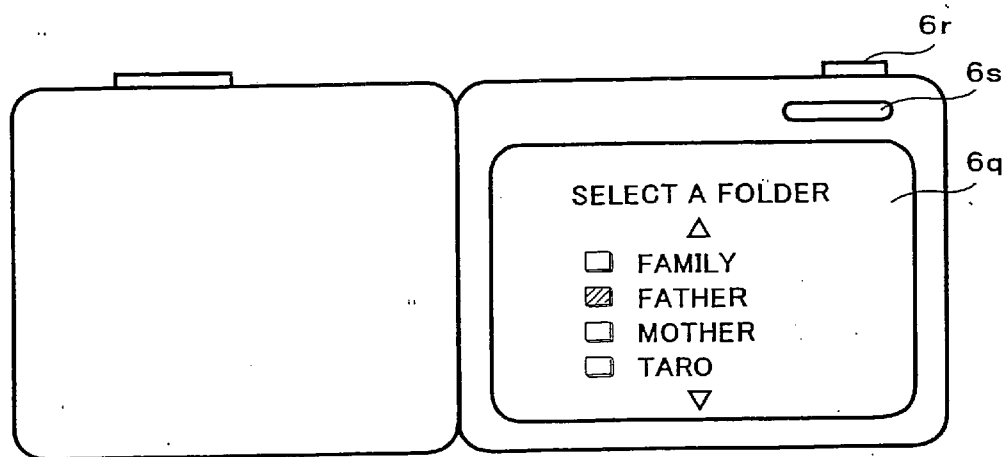 6r
6s
6q
SELECT A FOLDER
△
FAMILY
FATHER
MOTHER
TARO
▽